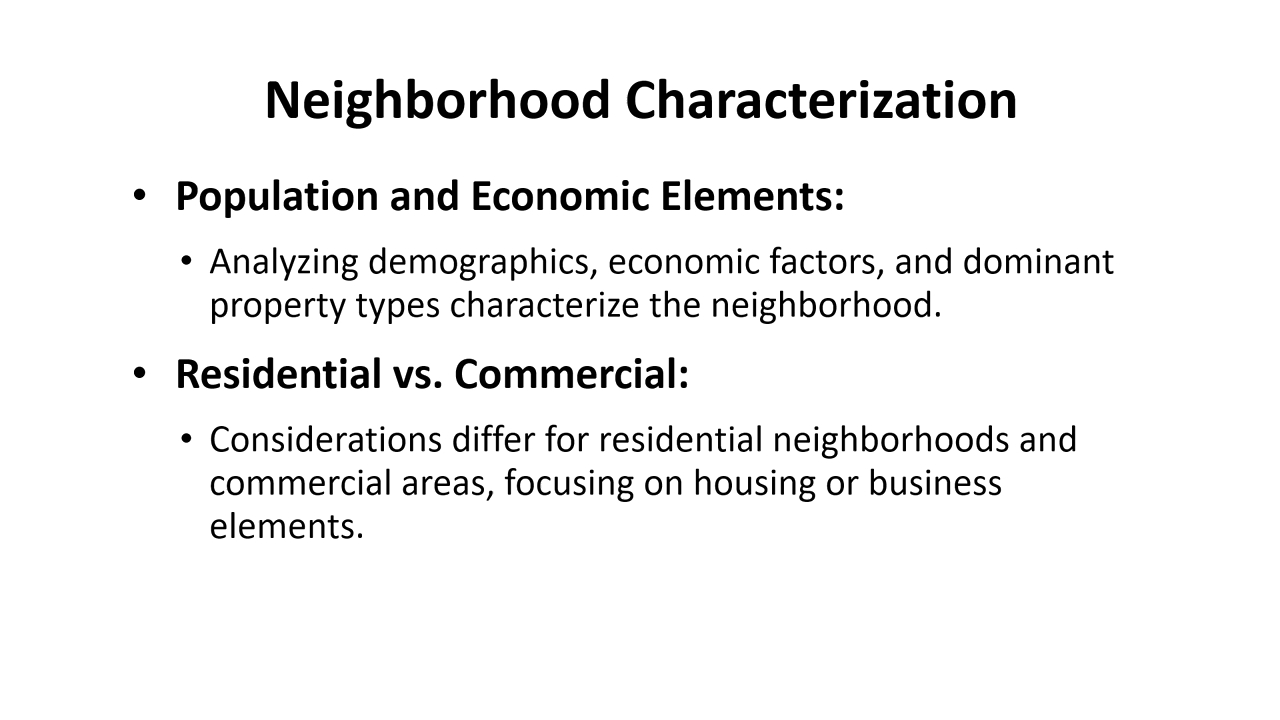 Neighborhood Characterization
• Population and Economic Elements:
• Analyzing demographics, economic factors, and dominant
property types characterize the neighborhood.
• Residential vs. Commercial:
• Considerations differ for residential neighborhoods and
commercial areas, focusing on housing or business
elements.